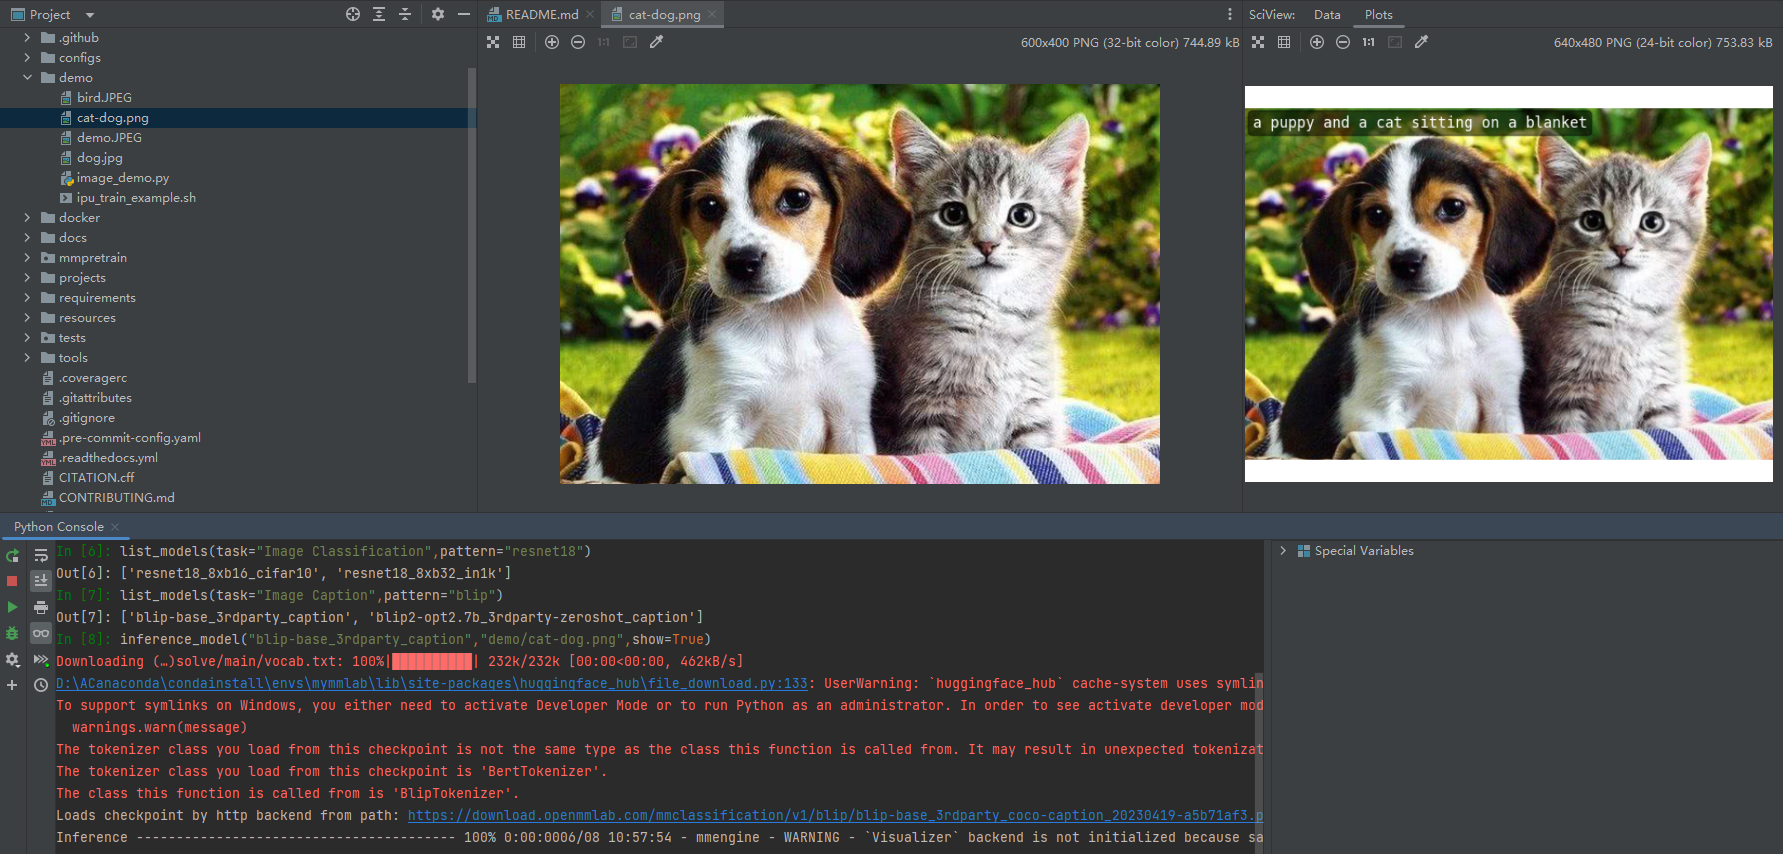 Project
.github
configs
demo
bird.JPEG
cat-dog.png
demo.JPEG
dog.jpg
image_demo.py
ipu_train_example.sh
docker
docs
mmpretrain
projects
requirements
resources
tests
tools
.coveragerc
.gitattributes
.gitignore
.pre-commit-config.yaml
.readthedocs.yml
CITATION.cff
CONTRIBUTING.md
README.md
cat-dog.png
1:1
600x400 PNG (32-bit color) 744.89 kB
SciView:
Data
Plots
1:1
640x480 PNG (24-bit color) 753.83 kB
a puppy and a cat sitting on a blanket
Python Console
In [6]: list_models(task="Image Classification",pattern="resnet18")
Out[6]: ['resnet18_8xb16_cifar10', 'resnet18_8xb32_in1k']
In [7]: list_models(task="Image Caption",pattern="blip")
Out[7]: ['blip-base_3rdparty_caption', 'blip2-opt2.7b_3rdparty-zeroshot_caption']
In [8]: inference_model("blip-base_3rdparty_caption","demo/cat-dog.png",show=True)
Downloading (…)solve/main/vocab.txt: 100%|██████████| 232k/232k [00:00<00:00, 462kB/s]
D:\ACanaconda\condainstall\envs\mymmlab\lib\site-packages\huggingface_hub\file_download.py:133: UserWarning: `huggingface_hub` cache-system uses symlin
To support symlinks on Windows, you either need to activate Developer Mode or to run Python as an administrator. In order to see activate developer mod
warnings.warn(message)
The tokenizer class you load from this checkpoint is not the same type as the class this function is called from. It may result in unexpected tokenizat
The tokenizer class you load from this checkpoint is 'BertTokenizer'.
The class this function is called from is 'BlipTokenizer'.
Loads checkpoint by http backend from path: https://download.openmmlab.com/mmclassification/v1/blip/blip-base_3rdparty_coco-caption_20230419-a5b71af3.p
Inference ---------------------------------------- 100% 0:00:0006/08 10:57:54 - mmengine - WARNING - `Visualizer` backend is not initialized because sa
Special Variables